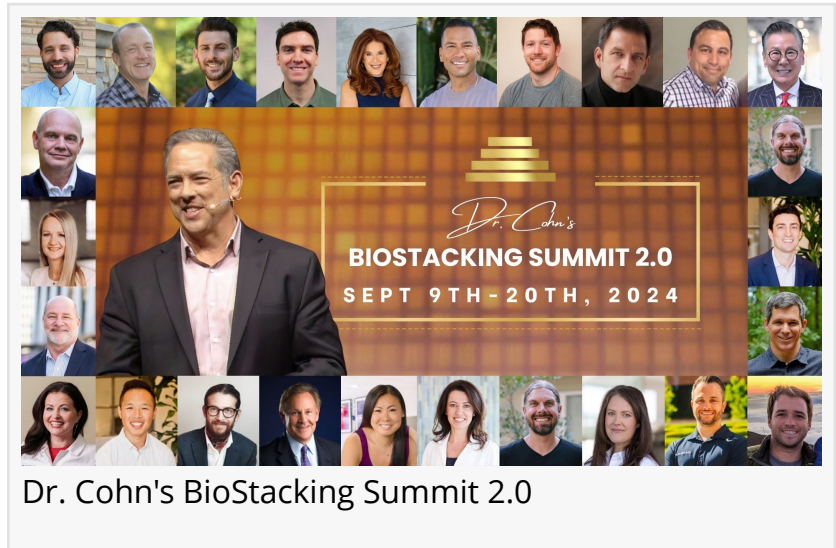 Dr. Cohn's
BIOSTACKING SUMMIT 2.0
SEPT 9TH-20TH, 2024
Dr. Cohn's BioStacking Summit 2.0